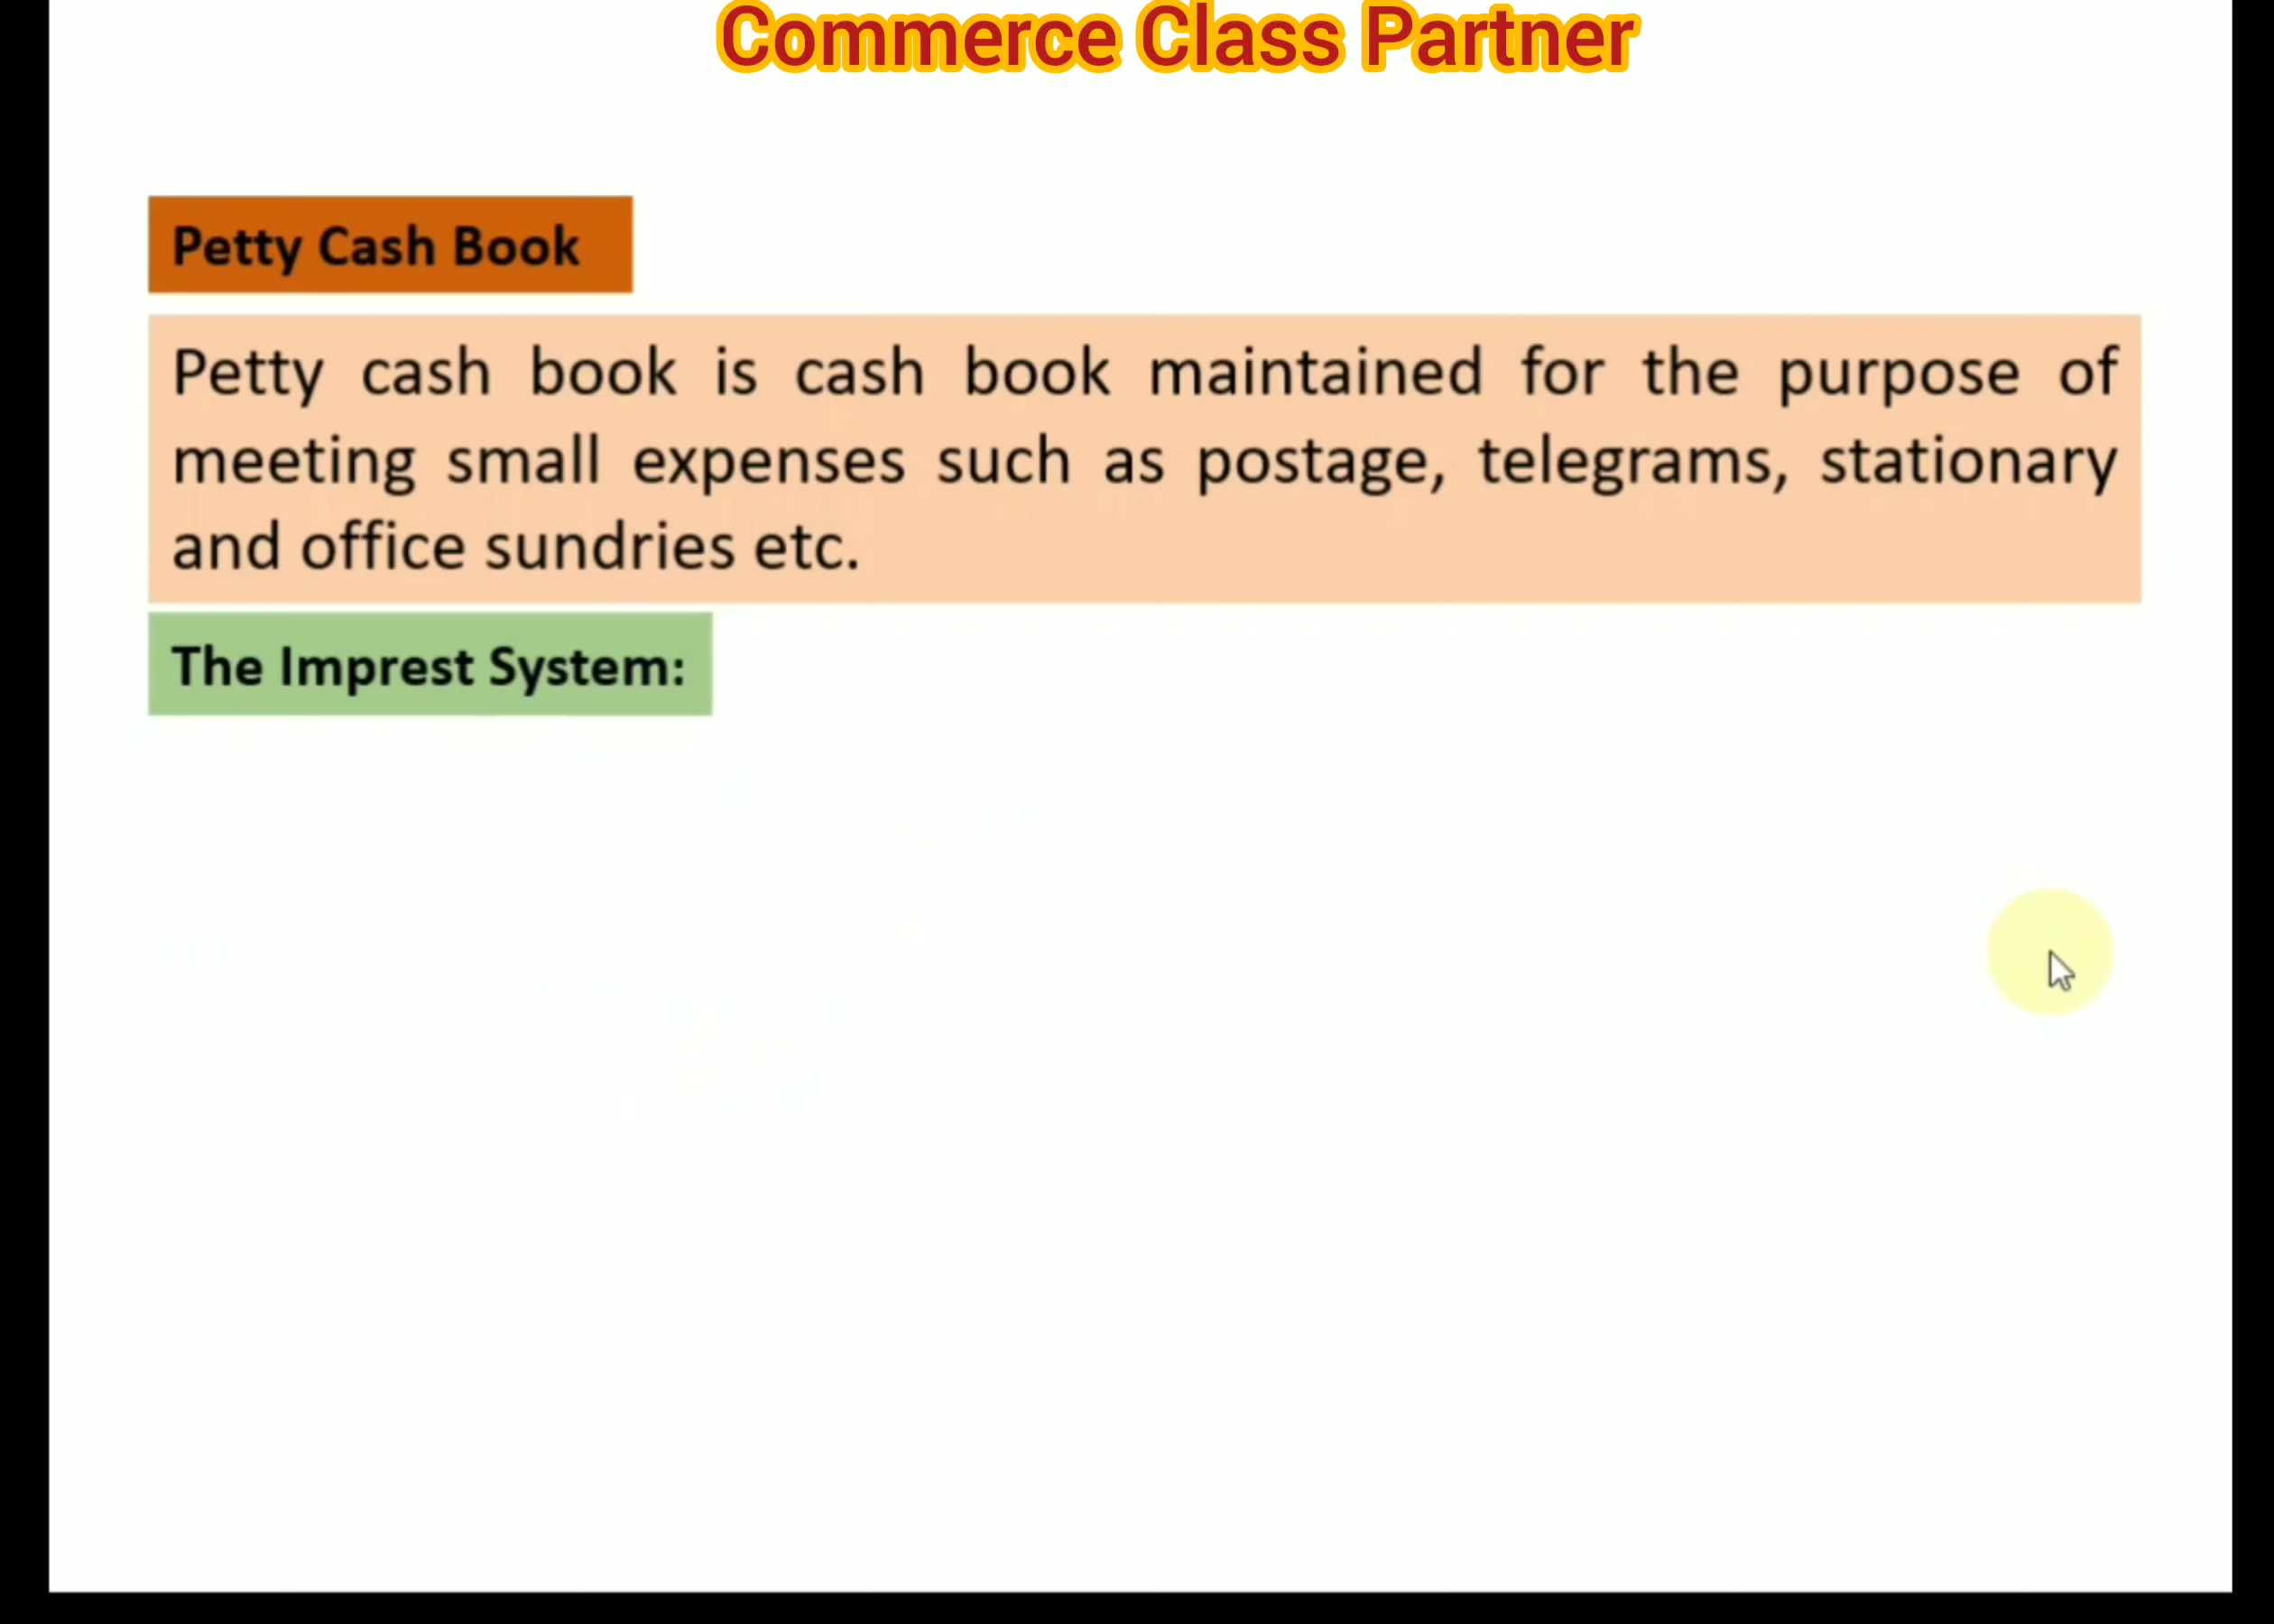 Commerce Class Partner
Petty Cash Book
Petty cash book is cash book maintained for the purpose of
meeting small expenses such as postage, telegrams, stationary
and office sundries etc.
The Imprest System: